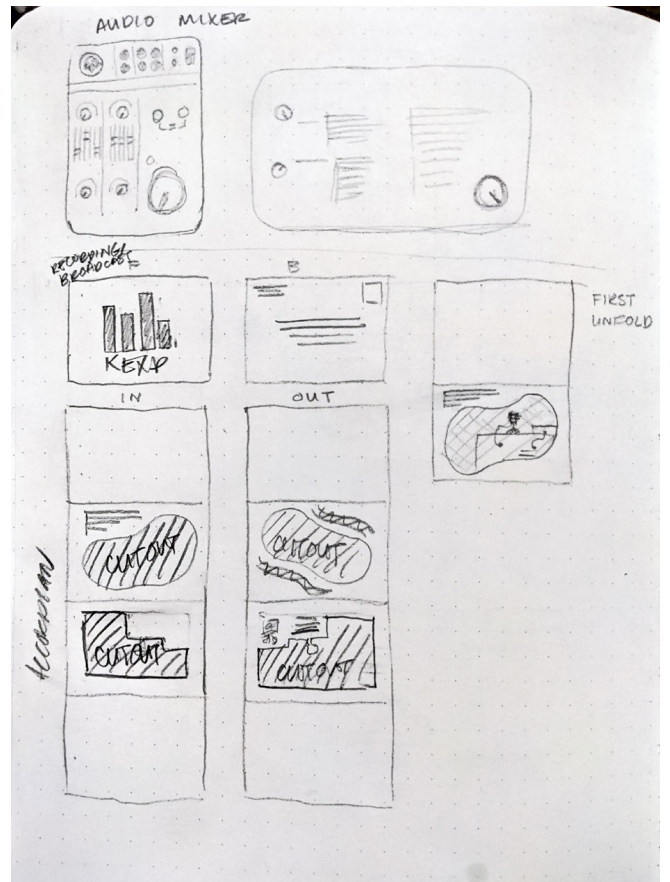 AUDIO MIXER
RECORDING/
BROADCAST
B
KEXP
FIRST
UNFOLD
IN
OUT
CUTOUT
CUTOUT
CUTOUT
CUTOUT
ACCORDIAN